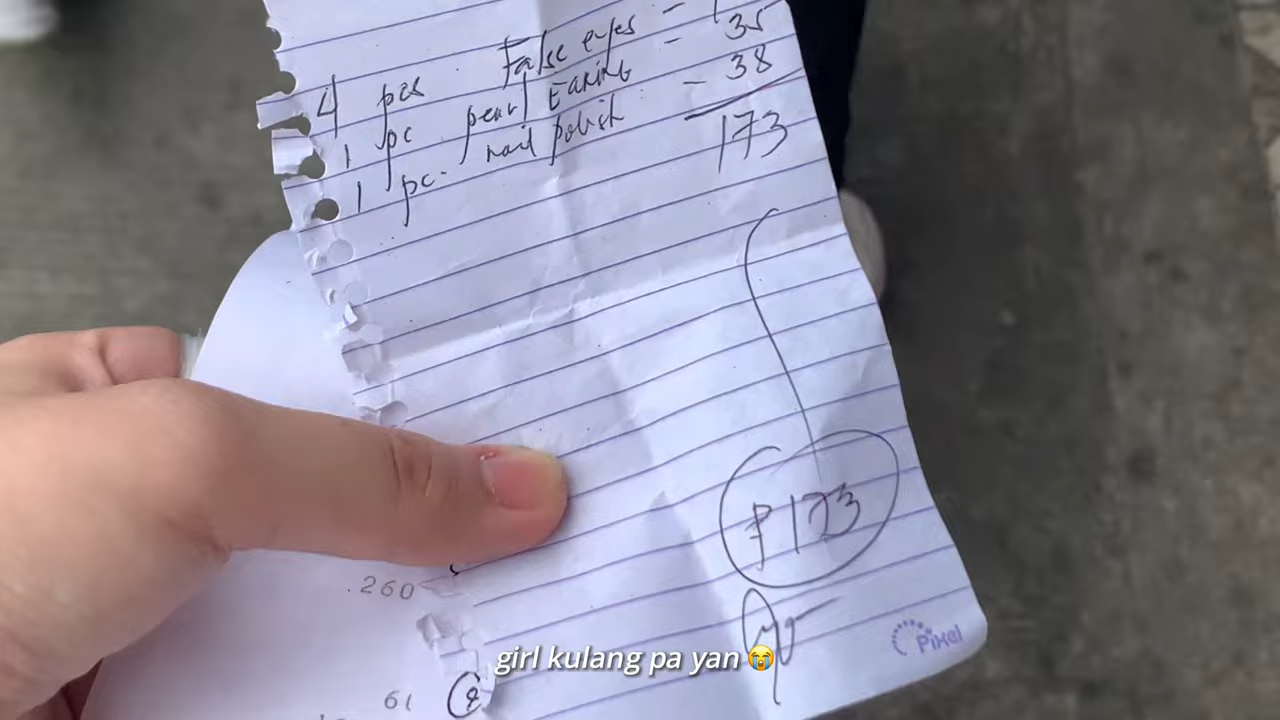 4 pcs. False eyes -
1 pc pearl EARING - 35
1 pc. nail polish - 38
173
₱173
PiXel
.260
61
girl kulang pa yan 😭